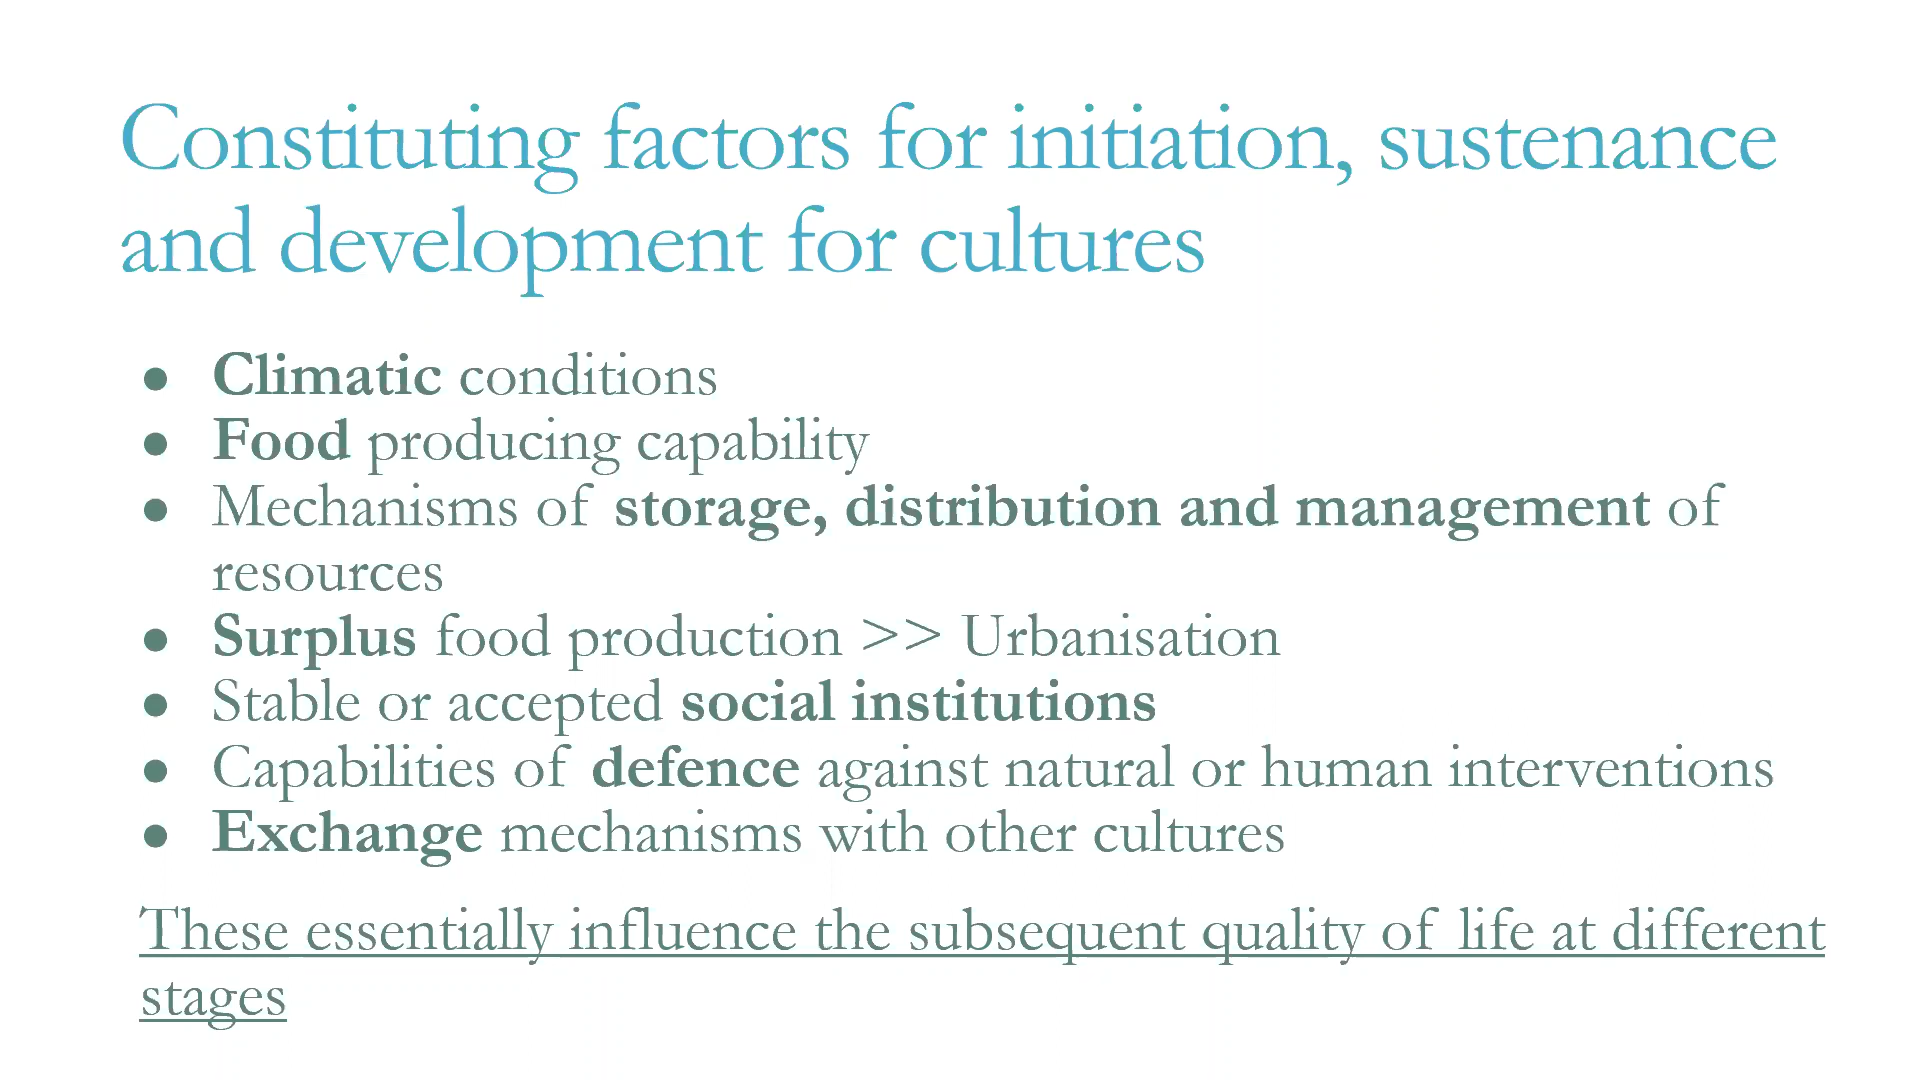 Constituting factors for initiation, sustenance
and development for cultures
● Climatic conditions
● Food producing capability
● Mechanisms of storage, distribution and management of
resources
● Surplus food production >> Urbanisation
● Stable or accepted social institutions
● Capabilities of defence against natural or human interventions
● Exchange mechanisms with other cultures
These essentially influence the subsequent quality of life at different
stages